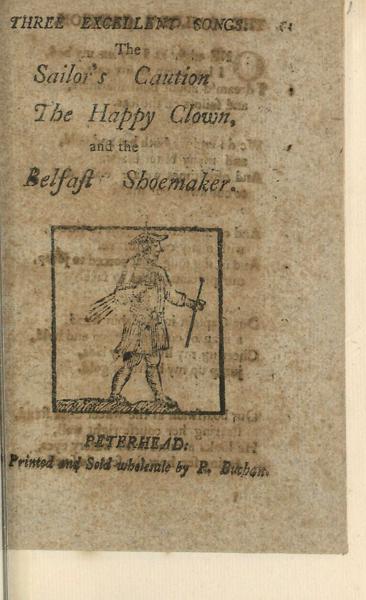 THREE EXCELLENT SONGS.
The
Sailor's Caution
The Happy Clown,
and the
Belfaſt Shoemaker.
PETERHEAD:
Printed and Sold wholesale by P. Buchan.